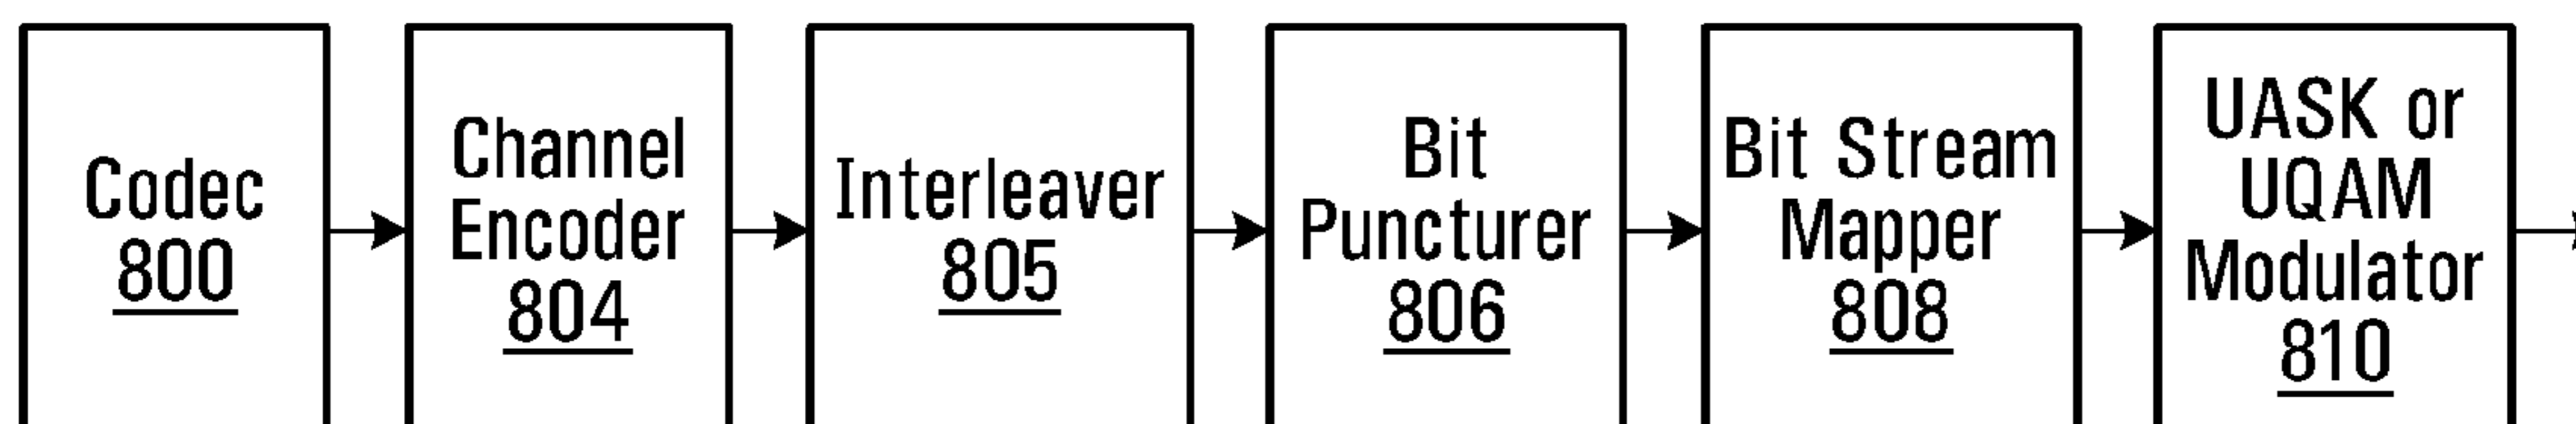 Codec
800
Channel
Encoder
804
Interleaver
805
Bit
Puncturer
806
Bit Stream
Mapper
808
UASK or
UQAM
Modulator
810